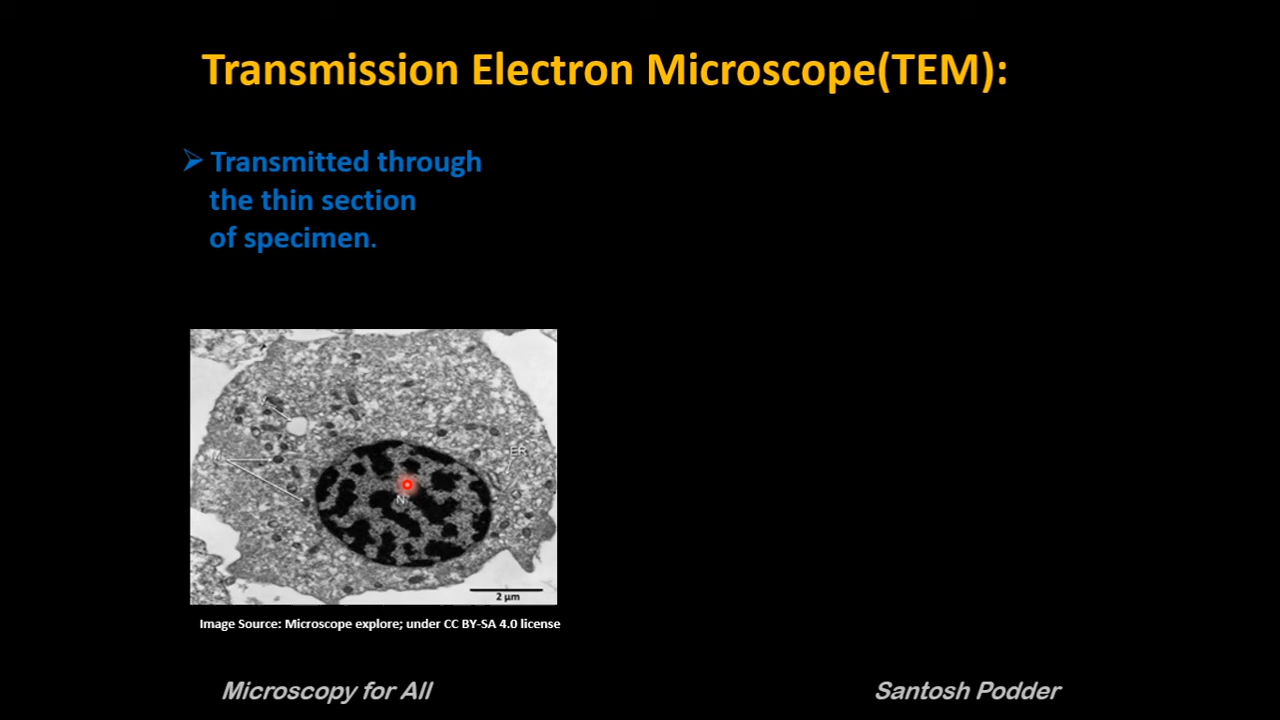 Transmission Electron Microscope(TEM):
➢ Transmitted through
the thin section
of specimen.
M
ER
N
2 µm
Image Source: Microscope explore; under CC BY-SA 4.0 license
Microscopy for All
Santosh Podder